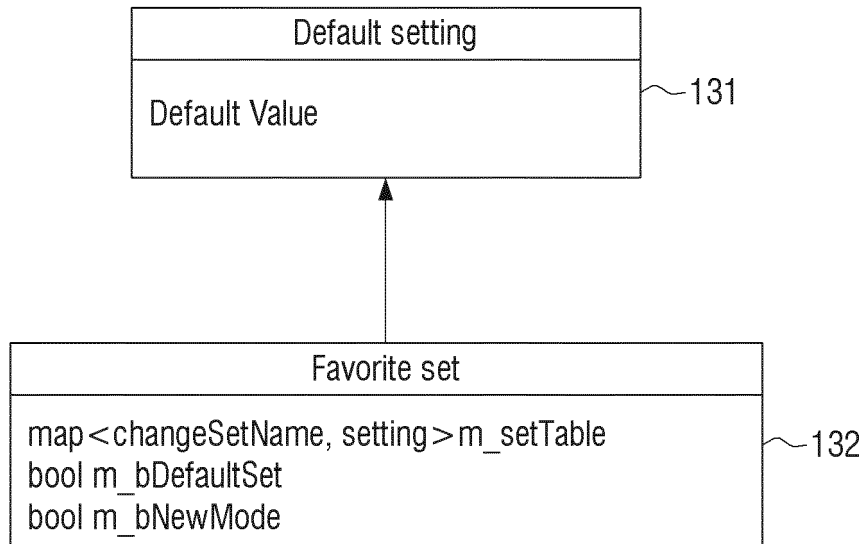 Default setting
Default Value
131
Favorite set
map<changeSetName, setting>m_setTable
bool m_bDefaultSet
bool m_bNewMode
132